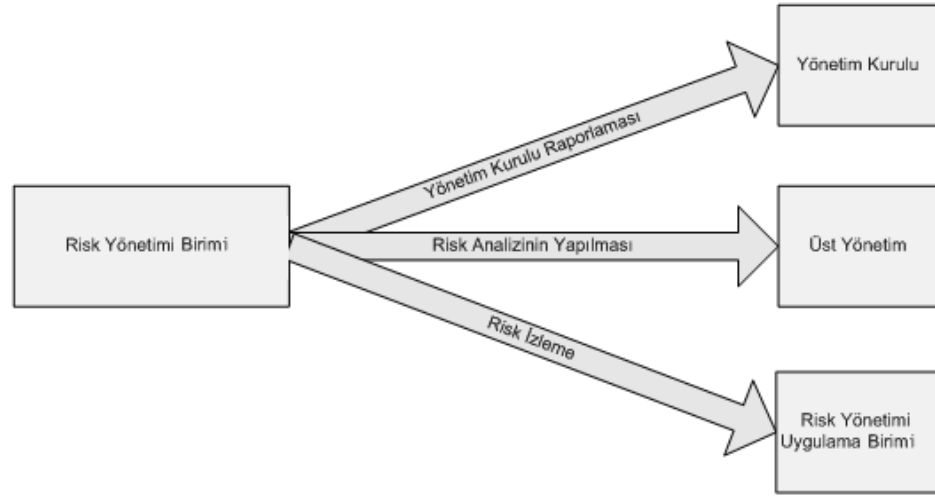 Yönetim Kurulu
Yönetim Kurulu Raporlaması
Risk Yönetimi Birimi
Risk Analizinin Yapılması
Üst Yönetim
Risk İzleme
Risk Yönetimi
Uygulama Birimi